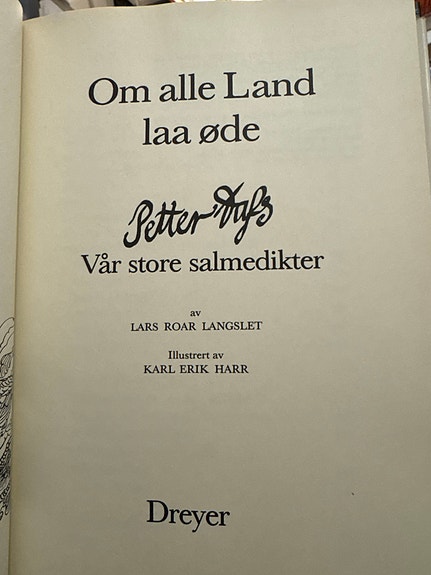 Om alle Land
laa øde
Petter Dass
Vår store salmedikter
av
LARS ROAR LANGSLET
Illustrert av
KARL ERIK HARR
Dreyer